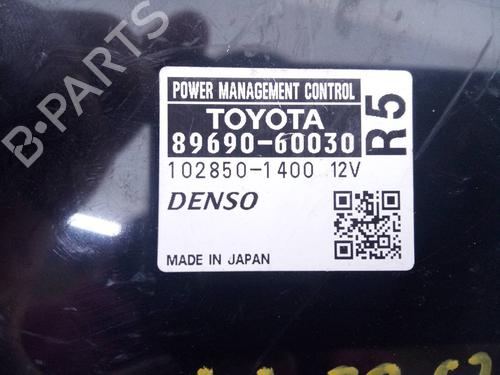 B-PARTS
POWER MANAGEMENT CONTROL
TOYOTA
89690-60030
R5
102850-1400 12V
DENSO
MADE IN JAPAN